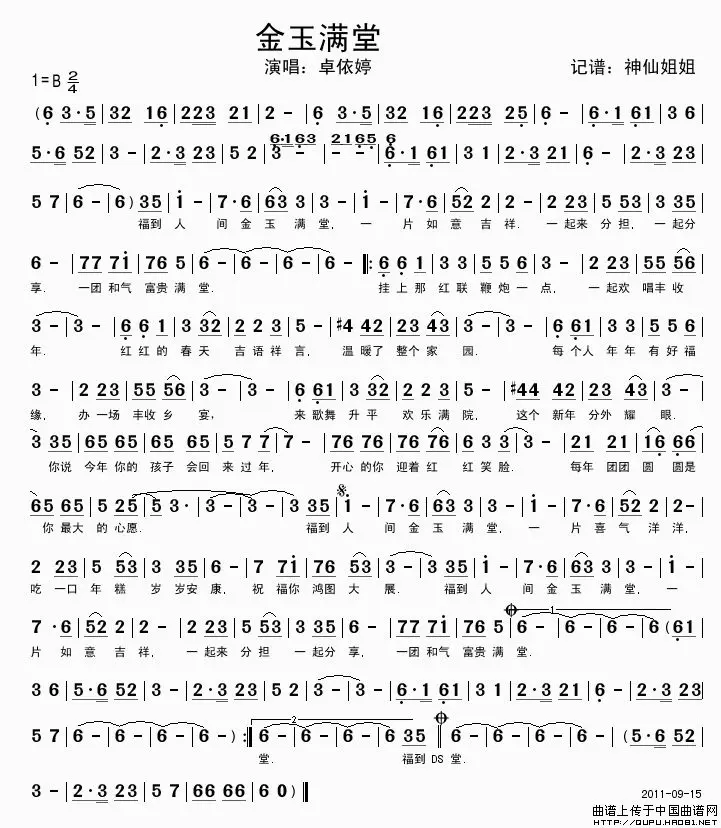 金玉满堂
演唱：卓依婷
记谱：神仙姐姐
1=B 2/4
(6 3·5|32 16|223 21|2 -|6 3·5|32 16|223 25|6 -|6·1 61|3 6|
5·6 52|3 -|2·3 23|5 2|3 -|- -|6·1 61|3 1|2·3 21|6 -|2·3 23|
6·163 2165 6
5 7|6 -|6) 35|1 -|7·6|63 3|3 -|1 -|7·6|52 2|2 -|2 23|5 53|3 35|
福到 人 间 金 玉 满 堂， 一 片 如 意 吉 祥. 一 起来 分 担， 一 起分
6 -|77 71|76 5|6 -|6 -|6 -|6 -‖:6 61|3 3|5 56|3 -|2 23|55 56|
享. 一团 和气 富贵 满 堂. 挂 上那 红 联 鞭 炮 一 点， 一 起欢 唱丰 收
3 -|3 -|66 1|3 32|22 3|5 -|#4 42|23 43|3 -|6 61|3 3|55 6|
年. 红 红 的 春 天 吉 语 祥 言， 温 暖了 整个 家 园. 每 个人 年 年 有 好 福
3 -|2 23|55 56|3 -|3 -|6 61|3 32|22 3|5 -|#44 42|23 43|3 -|
缘， 办 一场 丰收 乡 宴， 来 歌舞 升 平 欢 乐 满 院， 这个 新年 分外 耀 眼.
3 35|65 65|65 65|5 7|7 -|76 76|76 76|6 3|3 -|21 21|16 66|
你说 今年 你的 孩子 会回 来 过 年， 开心 的你 迎着 红 红 笑 脸. 每年 团团 圆 圆是
65 65|5 25|5 3·|3 -|3 -|3 35|1 -|7·6|63 3|3 -|1 -|7·6|52 2|
你 最大 的 心愿. 福到 人 间 金 玉 满 堂， 一 片 喜 气 洋 洋，
2 23|5 53|3 35|6 -|7 71|76 5|3 -|3 35|1 -|7·6|63 3|3 -|1 -|
吃 一口 年 糕 岁 岁安 康， 祝 福你 鸿图 大 展. 福到 人 间 金 玉 满 堂， 一
1
7·6|52 2|2 -|2 23|5 53|3 35|6 -|77 71|76 5|6 -|6 -|6 -|6 (61|
片 如 意 吉 祥， 一 起来 分 担 一 起分 享， 一团 和气 富贵 满 堂.
3 6|5·6 52|3 -|2·3 23|5 2|3 -|3 -|6·1 61|3 1|2·3 21|6 -|2·3 23|
2
5 7|6 -|6 -|6 -|6 -):|6 -|6 -|6 -|6 35‖6 -|6 -|6 -|6 -|(5·6 52|
堂. 福到 DS 堂.
3 -|2·3 23|5 7|66 66|6 0)‖
2011-09-15
曲谱上传于中国曲谱网
HTTP://QUPU.HAO81.NET